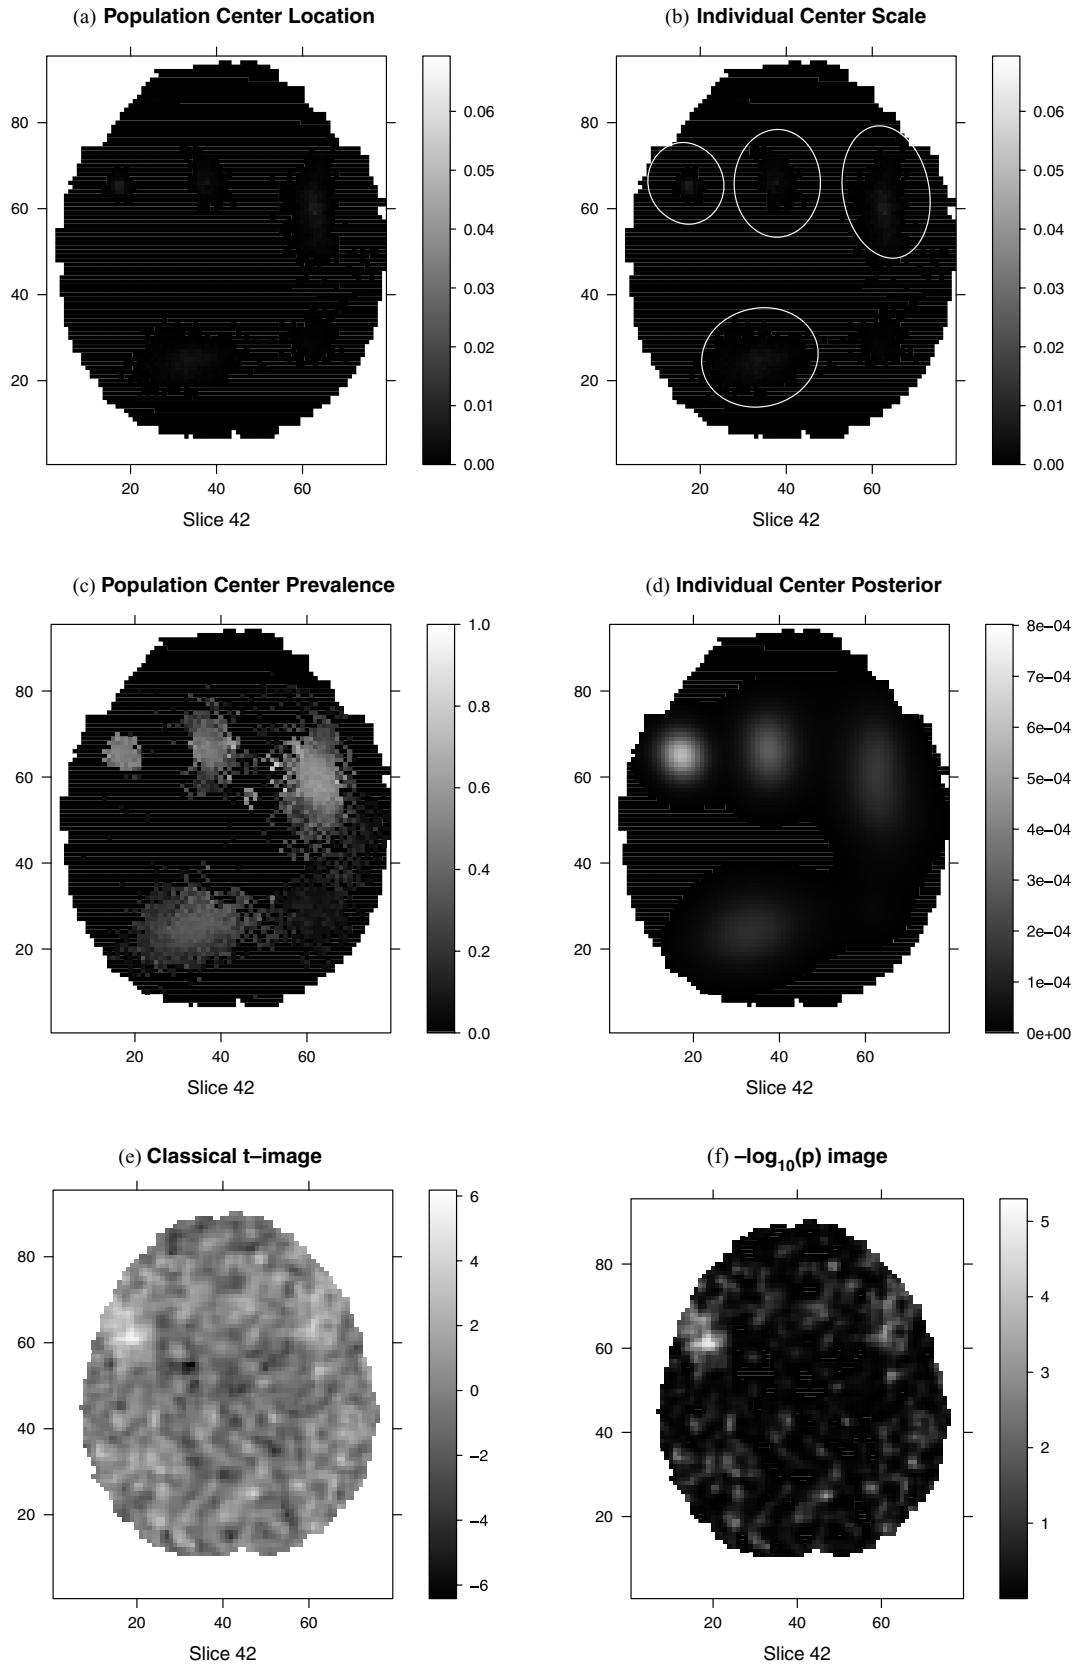 (a) Population Center Location
(b) Individual Center Scale
80
60
40
20
20 40 60
Slice 42
0.06
0.05
0.04
0.03
0.02
0.01
0.00
80
60
40
20
20 40 60
Slice 42
0.06
0.05
0.04
0.03
0.02
0.01
0.00
(c) Population Center Prevalence
(d) Individual Center Posterior
80
60
40
20
20 40 60
Slice 42
1.0
0.8
0.6
0.4
0.2
0.0
80
60
40
20
20 40 60
Slice 42
8e−04
7e−04
6e−04
5e−04
4e−04
3e−04
2e−04
1e−04
0e+00
(e) Classical t−image
(f) −log10(p) image
80
60
40
20
20 40 60
Slice 42
6
4
2
0
−2
−4
−6
80
60
40
20
20 40 60
Slice 42
5
4
3
2
1